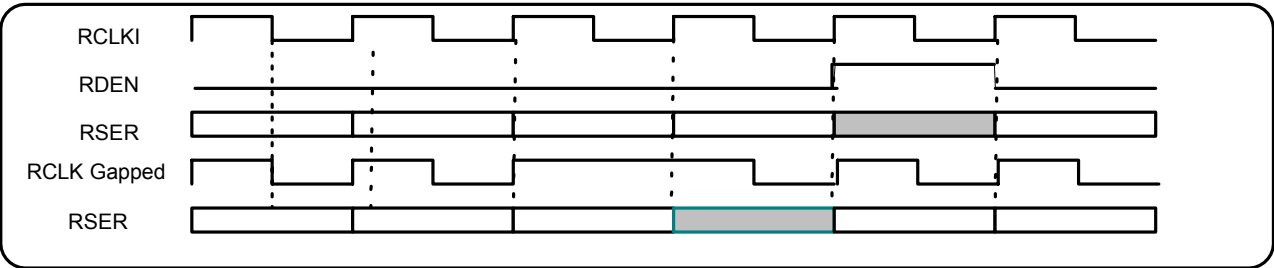 RCLKI
RDEN
RSER
RCLK Gapped
RSER